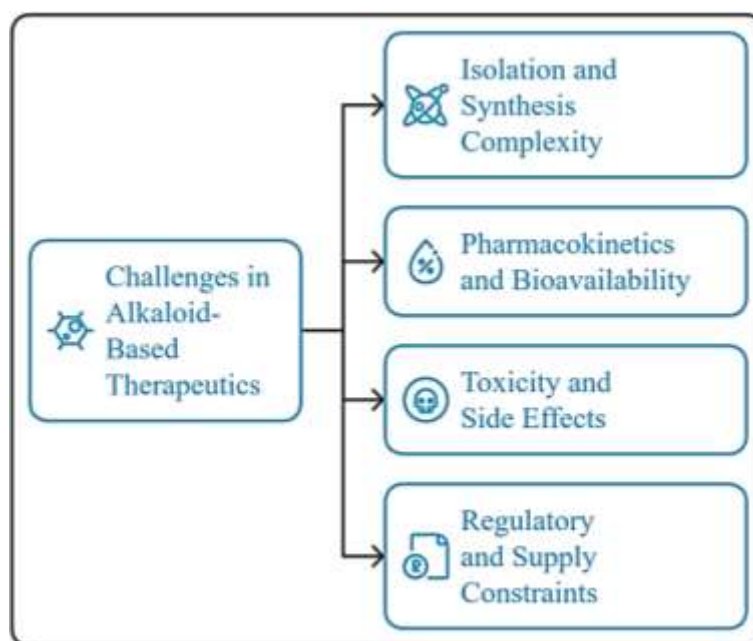 Challenges in
Alkaloid-
Based
Therapeutics
Isolation and
Synthesis
Complexity
Pharmacokinetics
and Bioavailability
Toxicity and
Side Effects
Regulatory
and Supply
Constraints